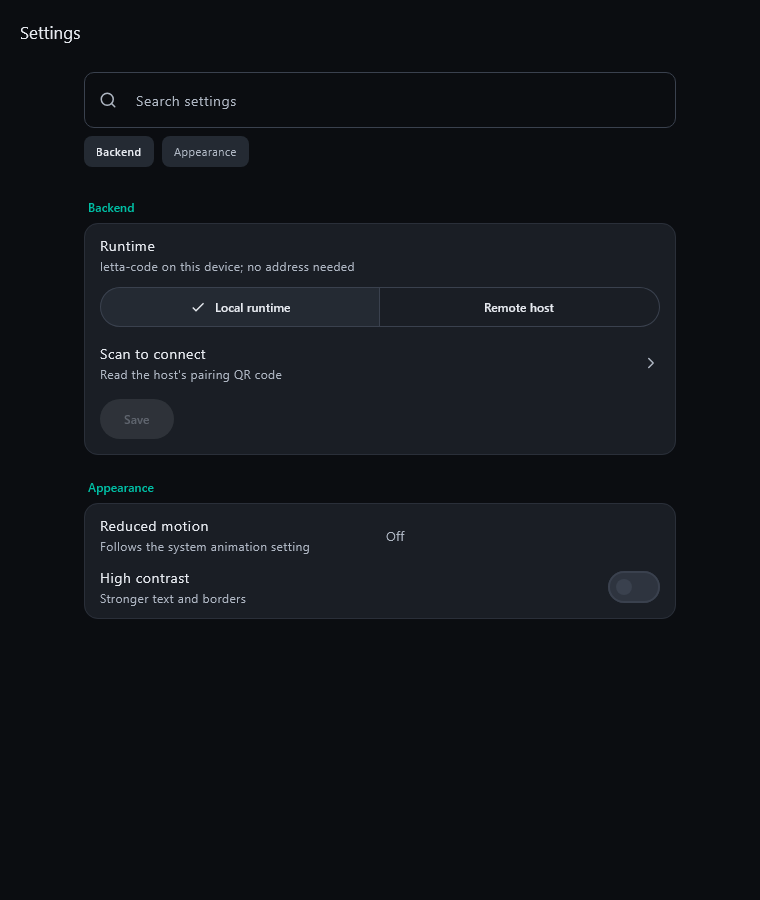 Settings
Search settings
Backend
Appearance
Backend
Runtime
letta-code on this device; no address needed
Local runtime
Remote host
Scan to connect
Read the host's pairing QR code
Save
Appearance
Reduced motion
Follows the system animation setting
Off
High contrast
Stronger text and borders